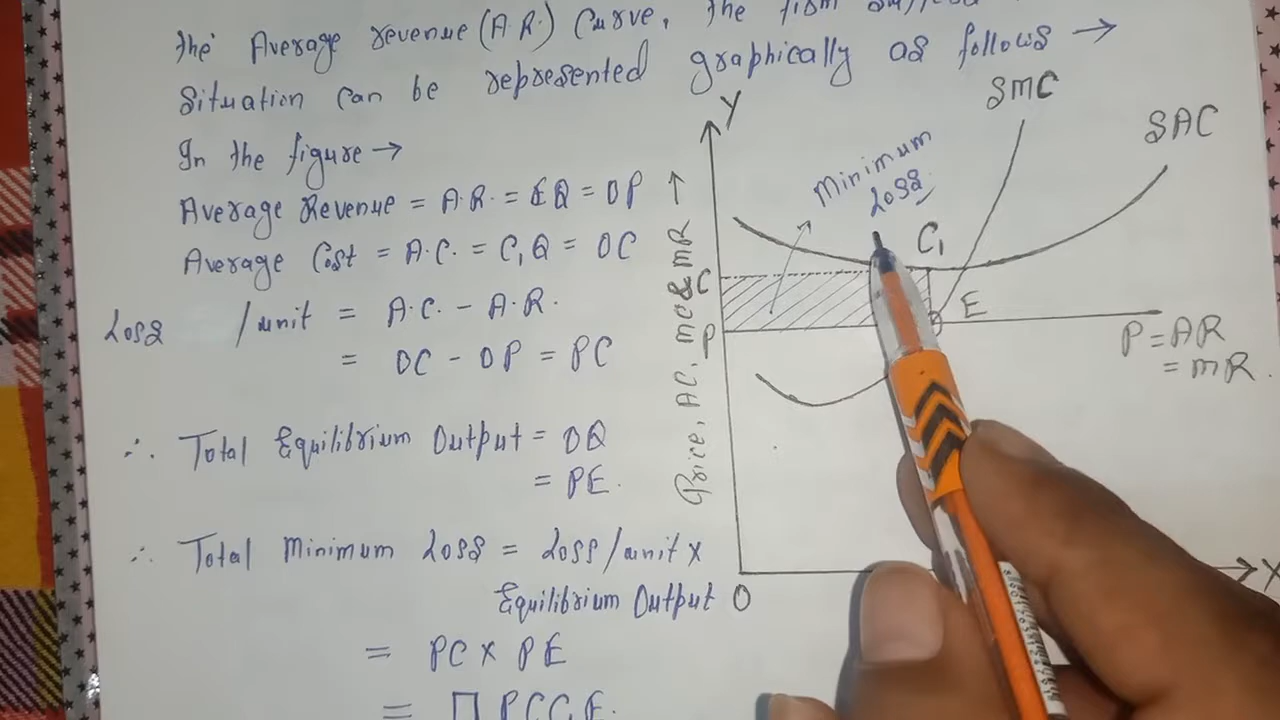 the Average revenue (A.R.) Curve, the firm
Situation can be represented graphically as follows →
In the figure →
Average Revenue = A.R. = EQ = OP
Average Cost = A.C. = C₁Q = OC
Loss /unit = A.C. - A.R.
= OC - OP = PC
∴ Total Equilibrium Output = OQ
= PE.
∴ Total Minimum Loss = Loss/unit x
Equilibrium Output
= PC x PE
= □ PCC₁E.
Y
SMC
SAC
Minimum
Loss
C₁
C
E
P
P = AR
= MR.
Price, AC, MC & MR →
O
X